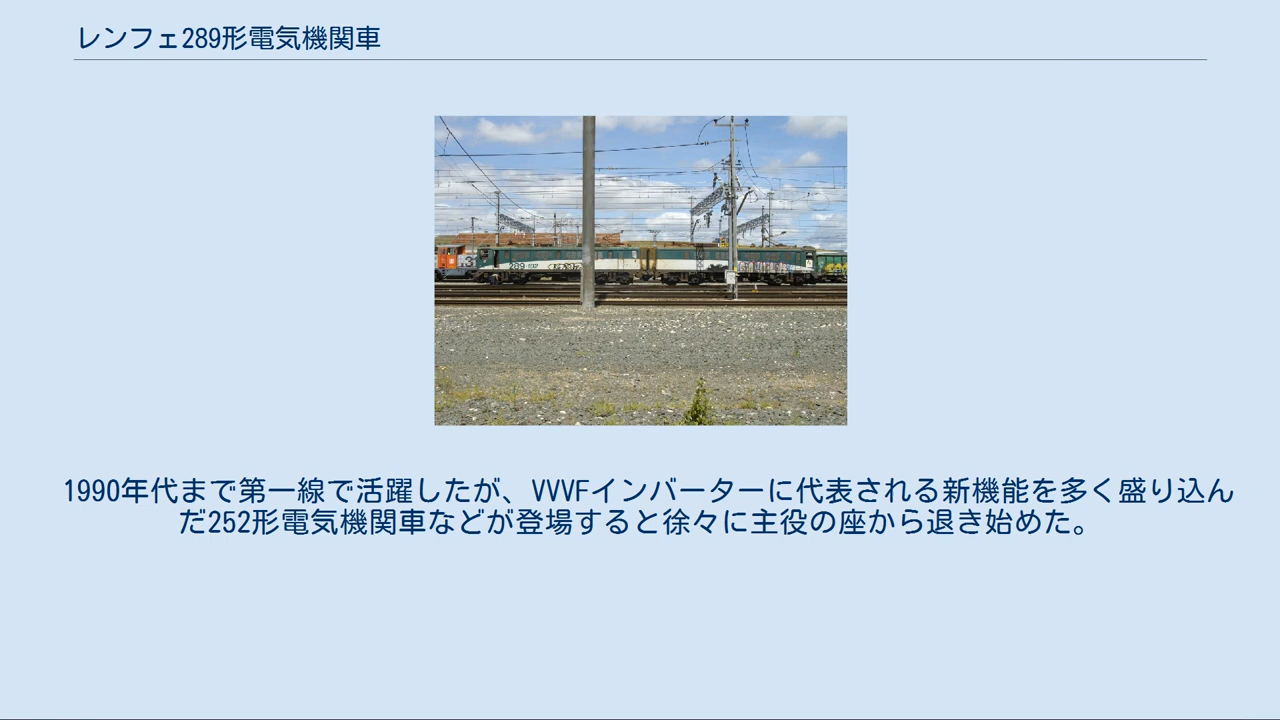 レンフェ289形電気機関車
289
1990年代まで第一線で活躍したが、VVVFインバーターに代表される新機能を多く盛り込ん
だ252形電気機関車などが登場すると徐々に主役の座から退き始めた。